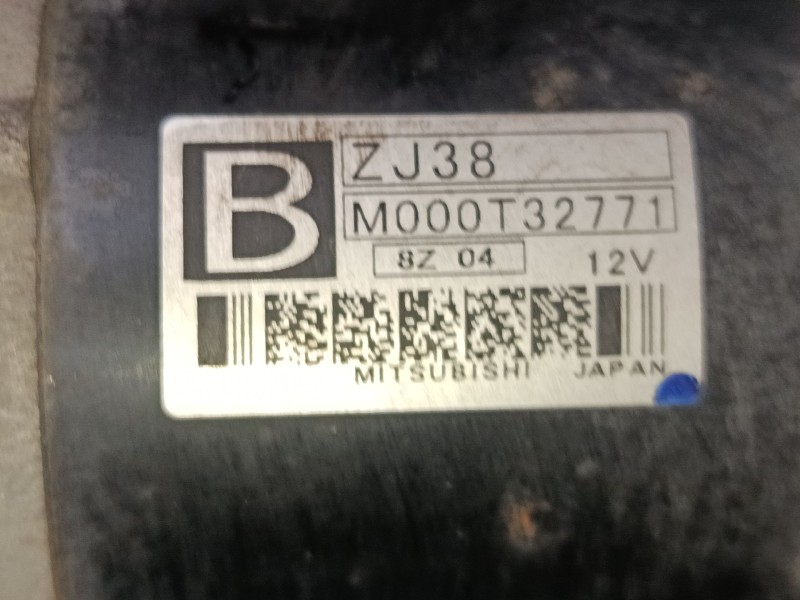 B
ZJ38
M000T32771
8Z 04 12V
MITSUBISHI JAPAN